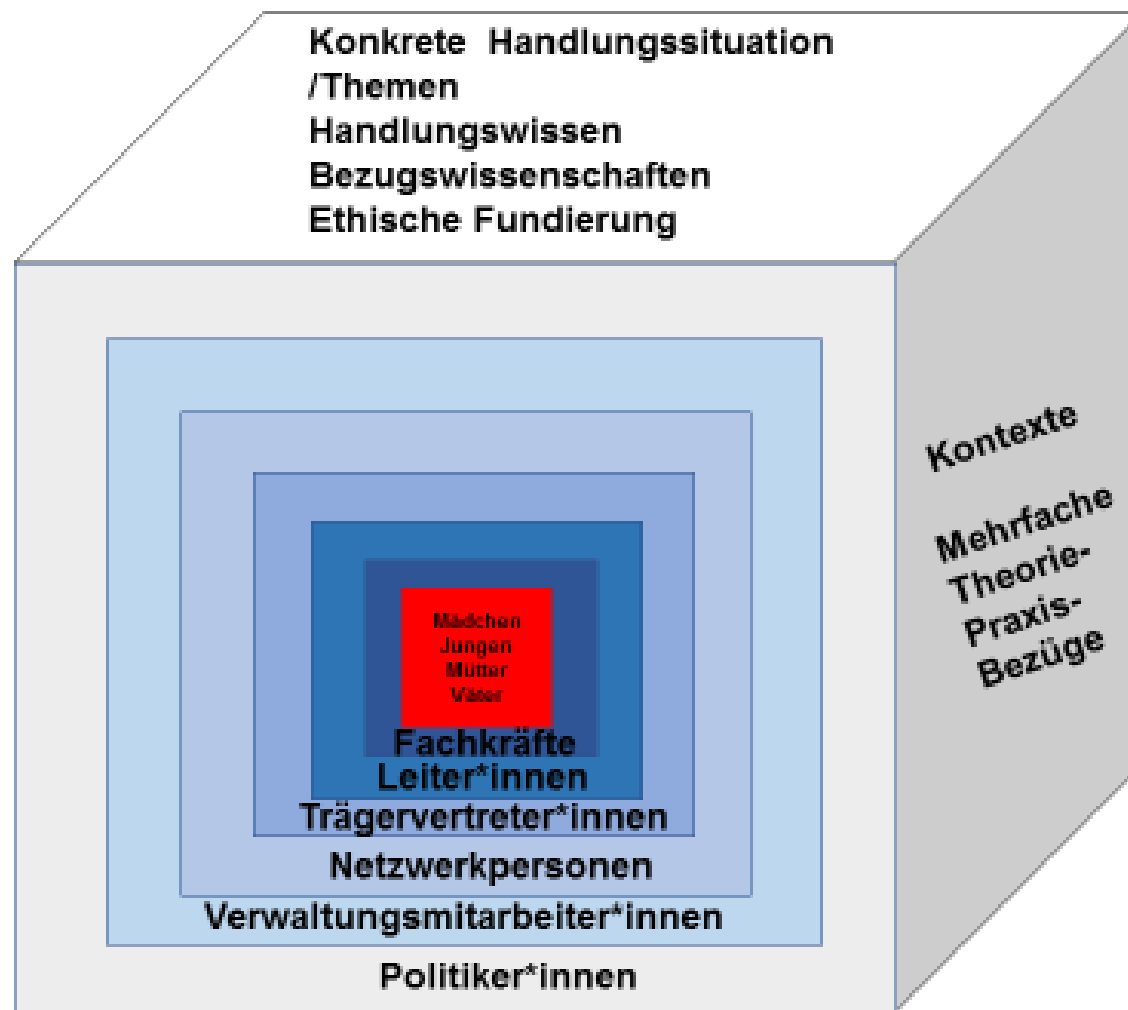 Konkrete Handlungssituation
/Themen
Handlungswissen
Bezugswissenschaften
Ethische Fundierung
Kontexte
Mehrfache
Theorie-
Praxis-
Bezüge
Mädchen
Jungen
Mütter
Väter
Fachkräfte
Leiter*innen
Trägervertreter*innen
Netzwerkpersonen
Verwaltungsmitarbeiter*innen
Politiker*innen